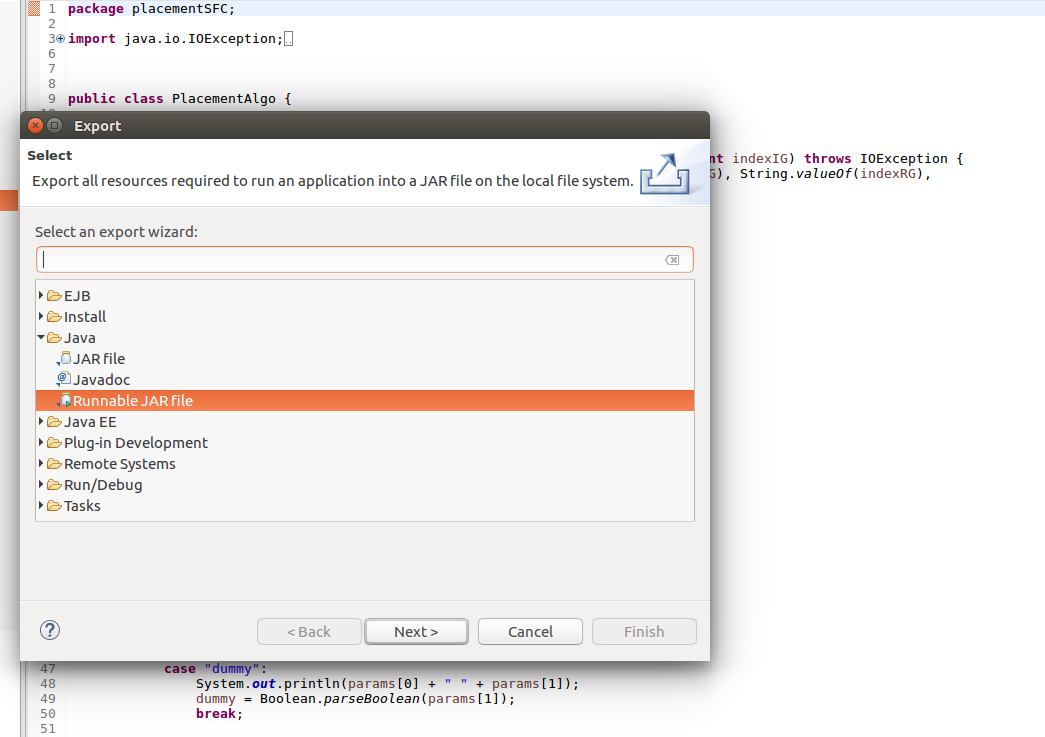 1 package placementSFC;
2
3 import java.io.IOException;
6
7
8
9 public class PlacementAlgo {
Export
Select
Export all resources required to run an application into a JAR file on the local file system.
indexIG) throws IOException {
), String.valueOf(indexRG),
Select an export wizard:
EJB
Install
Java
JAR file
Javadoc
Runnable JAR file
Java EE
Plug-in Development
Remote Systems
Run/Debug
Tasks
?
< Back
Next >
Cancel
Finish
47 case "dummy":
48 System.out.println(params[0] + " " + params[1]);
49 dummy = Boolean.parseBoolean(params[1]);
50 break;
51